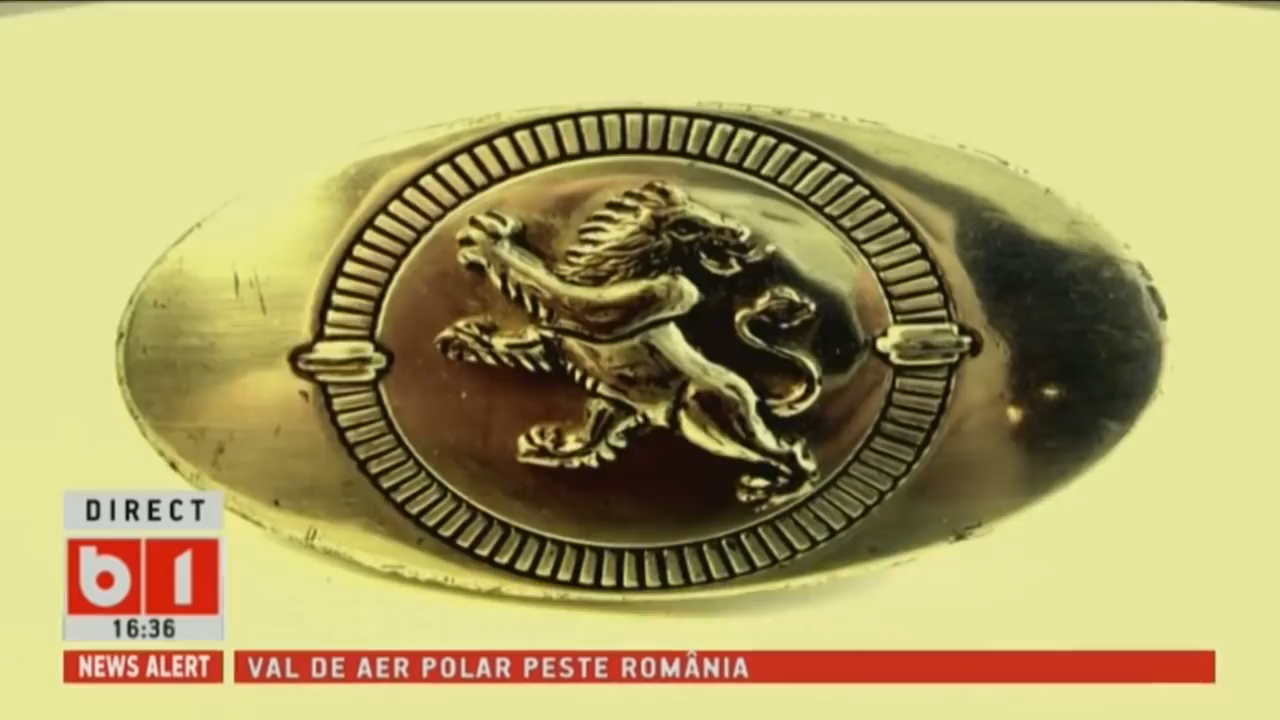 DIRECT
b1
16:36
NEWS ALERT
VAL DE AER POLAR PESTE ROMÂNIA